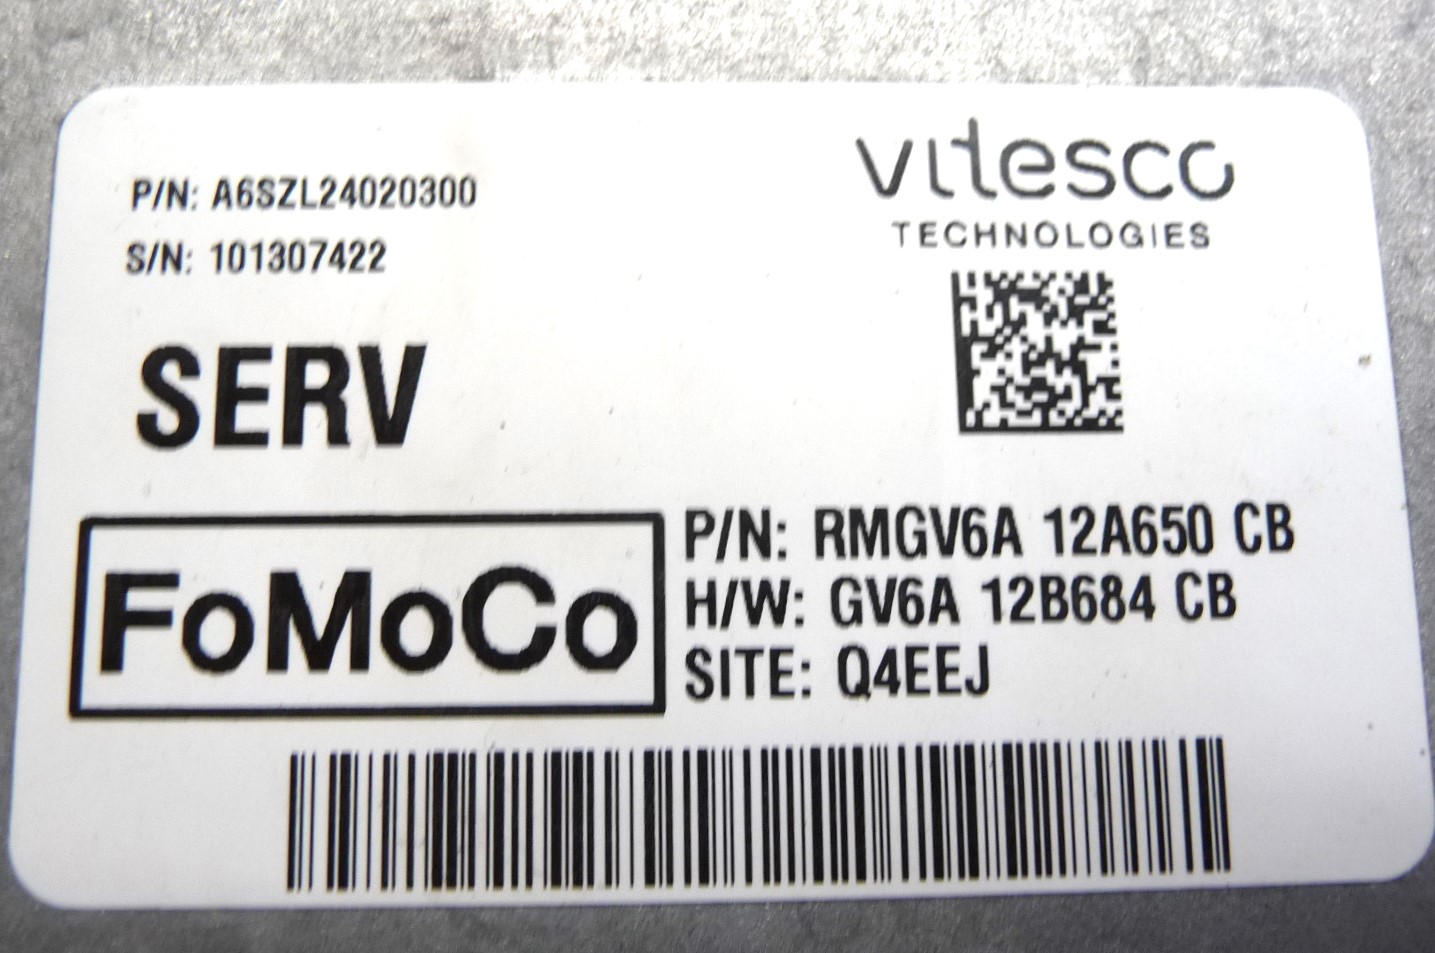 P/N: A6SZL24020300
S/N: 101307422
vitesco
TECHNOLOGIES
SERV
FoMoCo
P/N: RMGV6A 12A650 CB
H/W: GV6A 12B684 CB
SITE: Q4EEJ